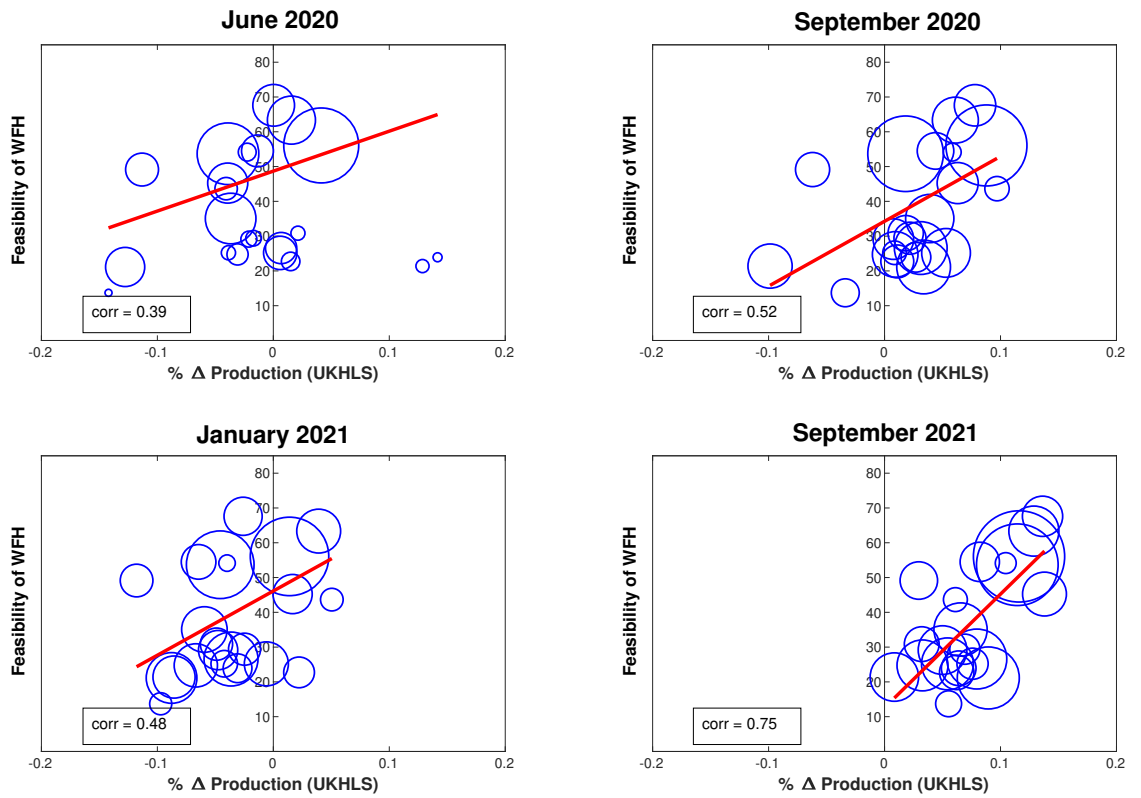 June 2020
Feasibility of WFH
80
70
60
50
40
30
20
10
corr = 0.39
-0.2 -0.1 0 0.1 0.2
% Δ Production (UKHLS)
September 2020
Feasibility of WFH
80
70
60
50
40
30
20
10
corr = 0.52
-0.2 -0.1 0 0.1 0.2
% Δ Production (UKHLS)
January 2021
Feasibility of WFH
80
70
60
50
40
30
20
10
corr = 0.48
-0.2 -0.1 0 0.1 0.2
% Δ Production (UKHLS)
September 2021
Feasibility of WFH
80
70
60
50
40
30
20
10
corr = 0.75
-0.2 -0.1 0 0.1 0.2
% Δ Production (UKHLS)